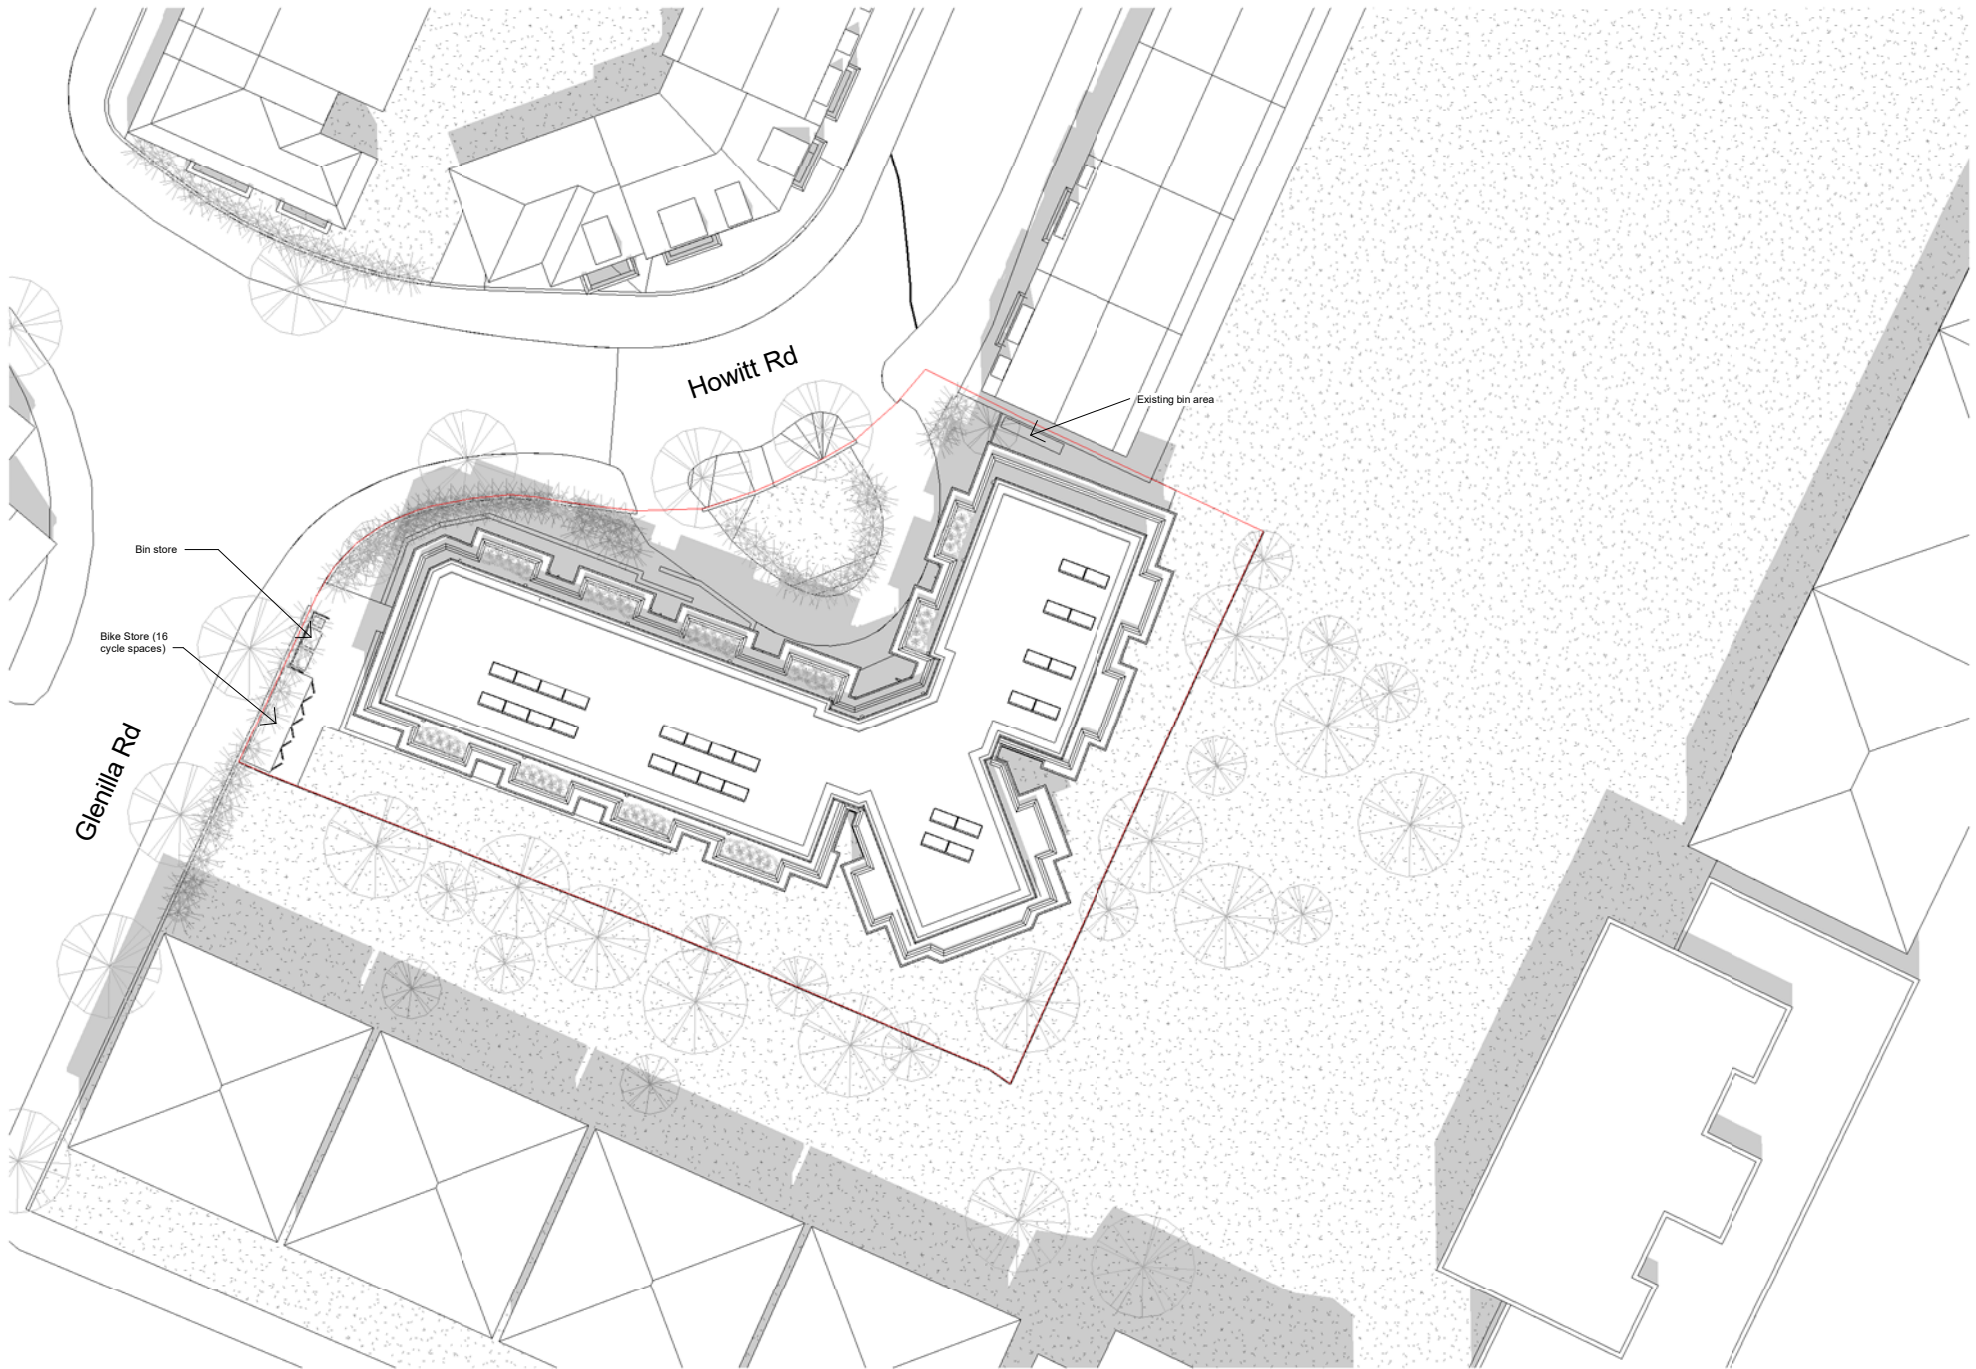 Howitt Rd
Existing bin area
Bin store
Bike Store (16
cycle spaces)
Glenilla Rd